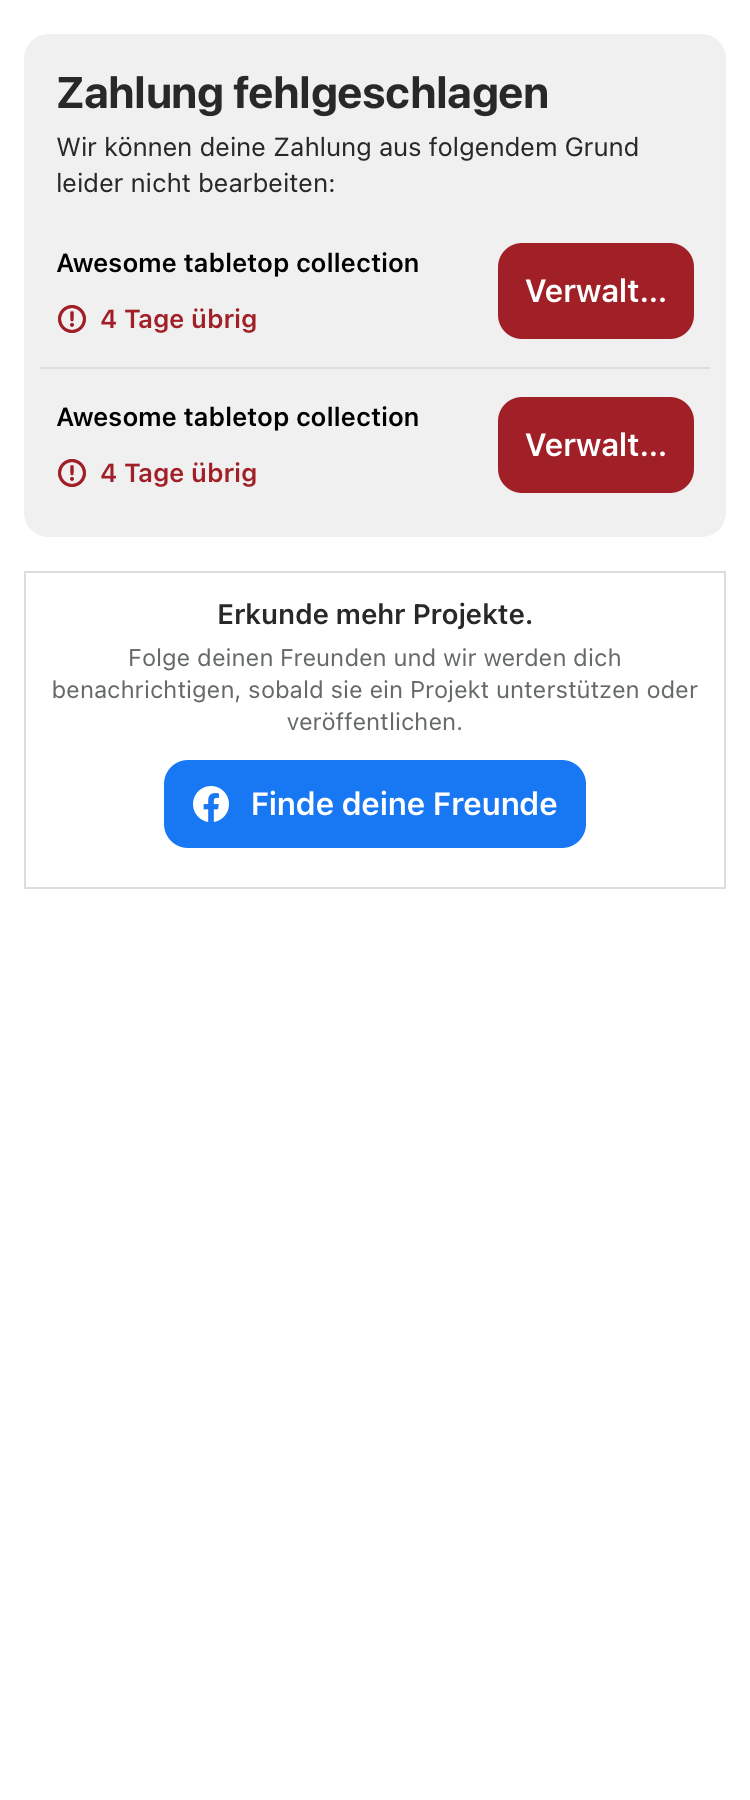 Zahlung fehlgeschlagen
Wir können deine Zahlung aus folgendem Grund
leider nicht bearbeiten:
Awesome tabletop collection
4 Tage übrig
Verwalt...
Awesome tabletop collection
4 Tage übrig
Verwalt...
Erkunde mehr Projekte.
Folge deinen Freunden und wir werden dich
benachrichtigen, sobald sie ein Projekt unterstützen oder
veröffentlichen.
Finde deine Freunde